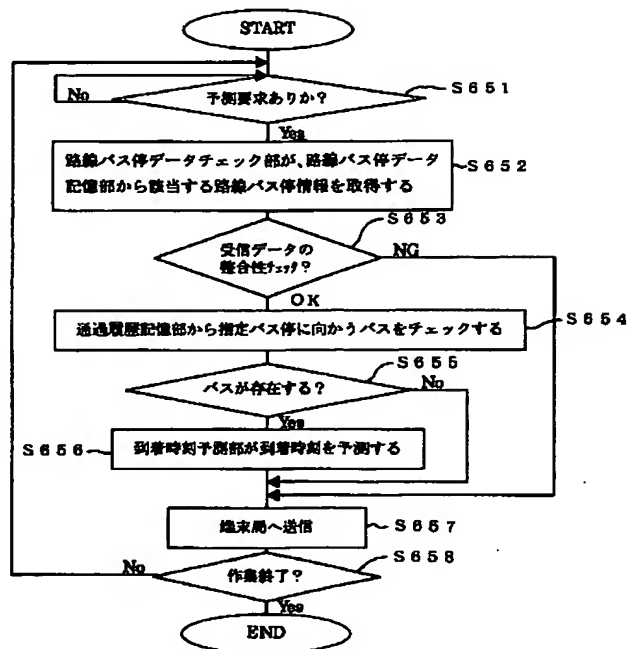 START
予測要求ありか?
S651
No
Yes
路線バス停データチェック部が、路線バス停データ
記憶部から該当する路線バス停情報を取得する
S652
S653
受信データの
整合性チェック?
NG
OK
S654
通過履歴記憶部から指定バス停に向かうバスをチェックする
S655
バスが存在する?
No
Yes
S656
到着時刻予測部が到着時刻を予測する
端末局へ送信
S657
S658
No
作業終了?
Yes
END